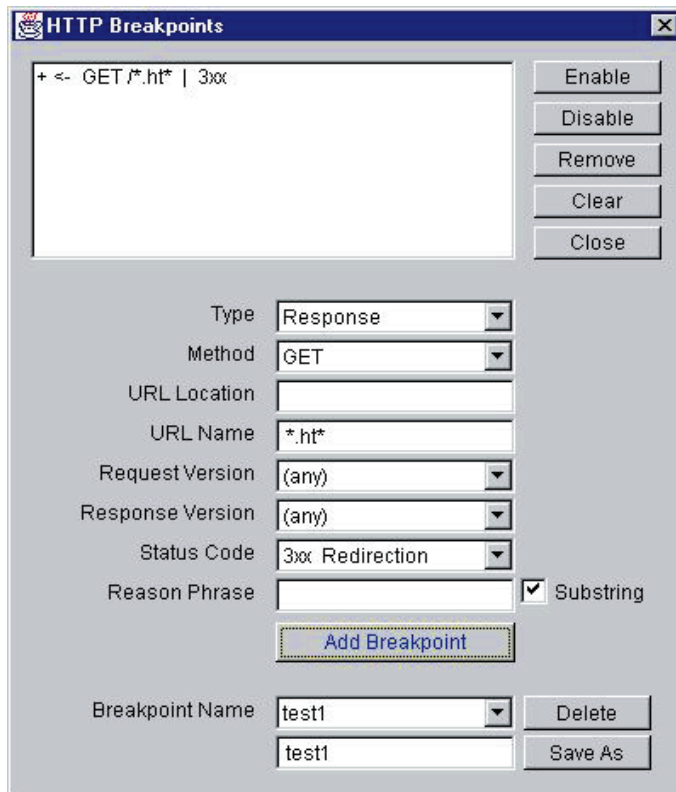 HTTP Breakpoints
+ <- GET /*.ht* | 3xx
Enable
Disable
Remove
Clear
Close
Type Response
Method GET
URL Location
URL Name *.ht*
Request Version (any)
Response Version (any)
Status Code 3xx Redirection
Reason Phrase Substring
Add Breakpoint
Breakpoint Name test1 Delete
test1 Save As